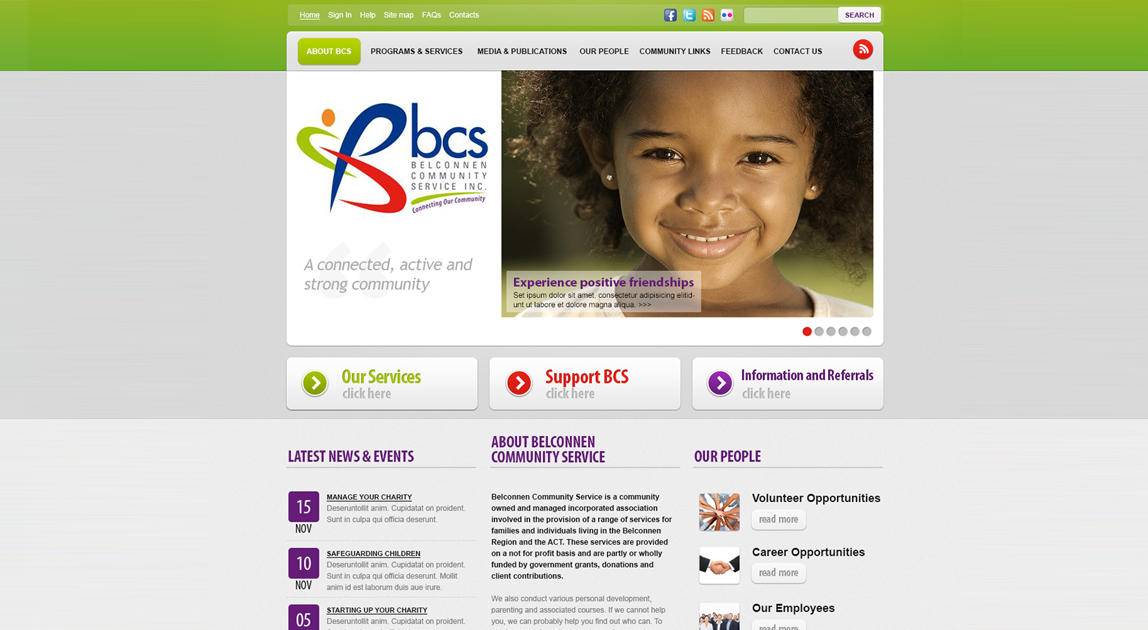 Home Sign In Help Site map FAQs Contacts
SEARCH
ABOUT BCS PROGRAMS & SERVICES MEDIA & PUBLICATIONS OUR PEOPLE COMMUNITY LINKS FEEDBACK CONTACT US
bcs
BELCONNEN
COMMUNITY
SERVICE INC.
Connecting Our Community
A connected, active and
strong community
Experience positive friendships
Set ipsum dolor sit amet, consectetur adipisicing elitid-
unt ut labore et dolore magna aliqua. >>>
Our Services
click here
Support BCS
click here
Information and Referrals
click here
LATEST NEWS & EVENTS
15
NOV
MANAGE YOUR CHARITY
Deseruntollit anim. Cupidatat on proident.
Sunt in culpa qui officia deserunt.
10
NOV
SAFEGUARDING CHILDREN
Deseruntollit anim. Cupidatat on proident.
Sunt in culpa qui officia deserunt. Mollit
anim id est laborum duis aue irure.
05
STARTING UP YOUR CHARITY
Deseruntollit anim. Cupidatat on proident.
ABOUT BELCONNEN
COMMUNITY SERVICE
Belconnen Community Service is a community
owned and managed incorporated association
involved in the provision of a range of services for
families and individuals living in the Belconnen
Region and the ACT. These services are provided
on a not for profit basis and are partly or wholly
funded by government grants, donations and
client contributions.
We also conduct various personal development,
parenting and associated courses. If we cannot help
you, we can probably help you find out who can. To
OUR PEOPLE
Volunteer Opportunities
read more
Career Opportunities
read more
Our Employees
read more